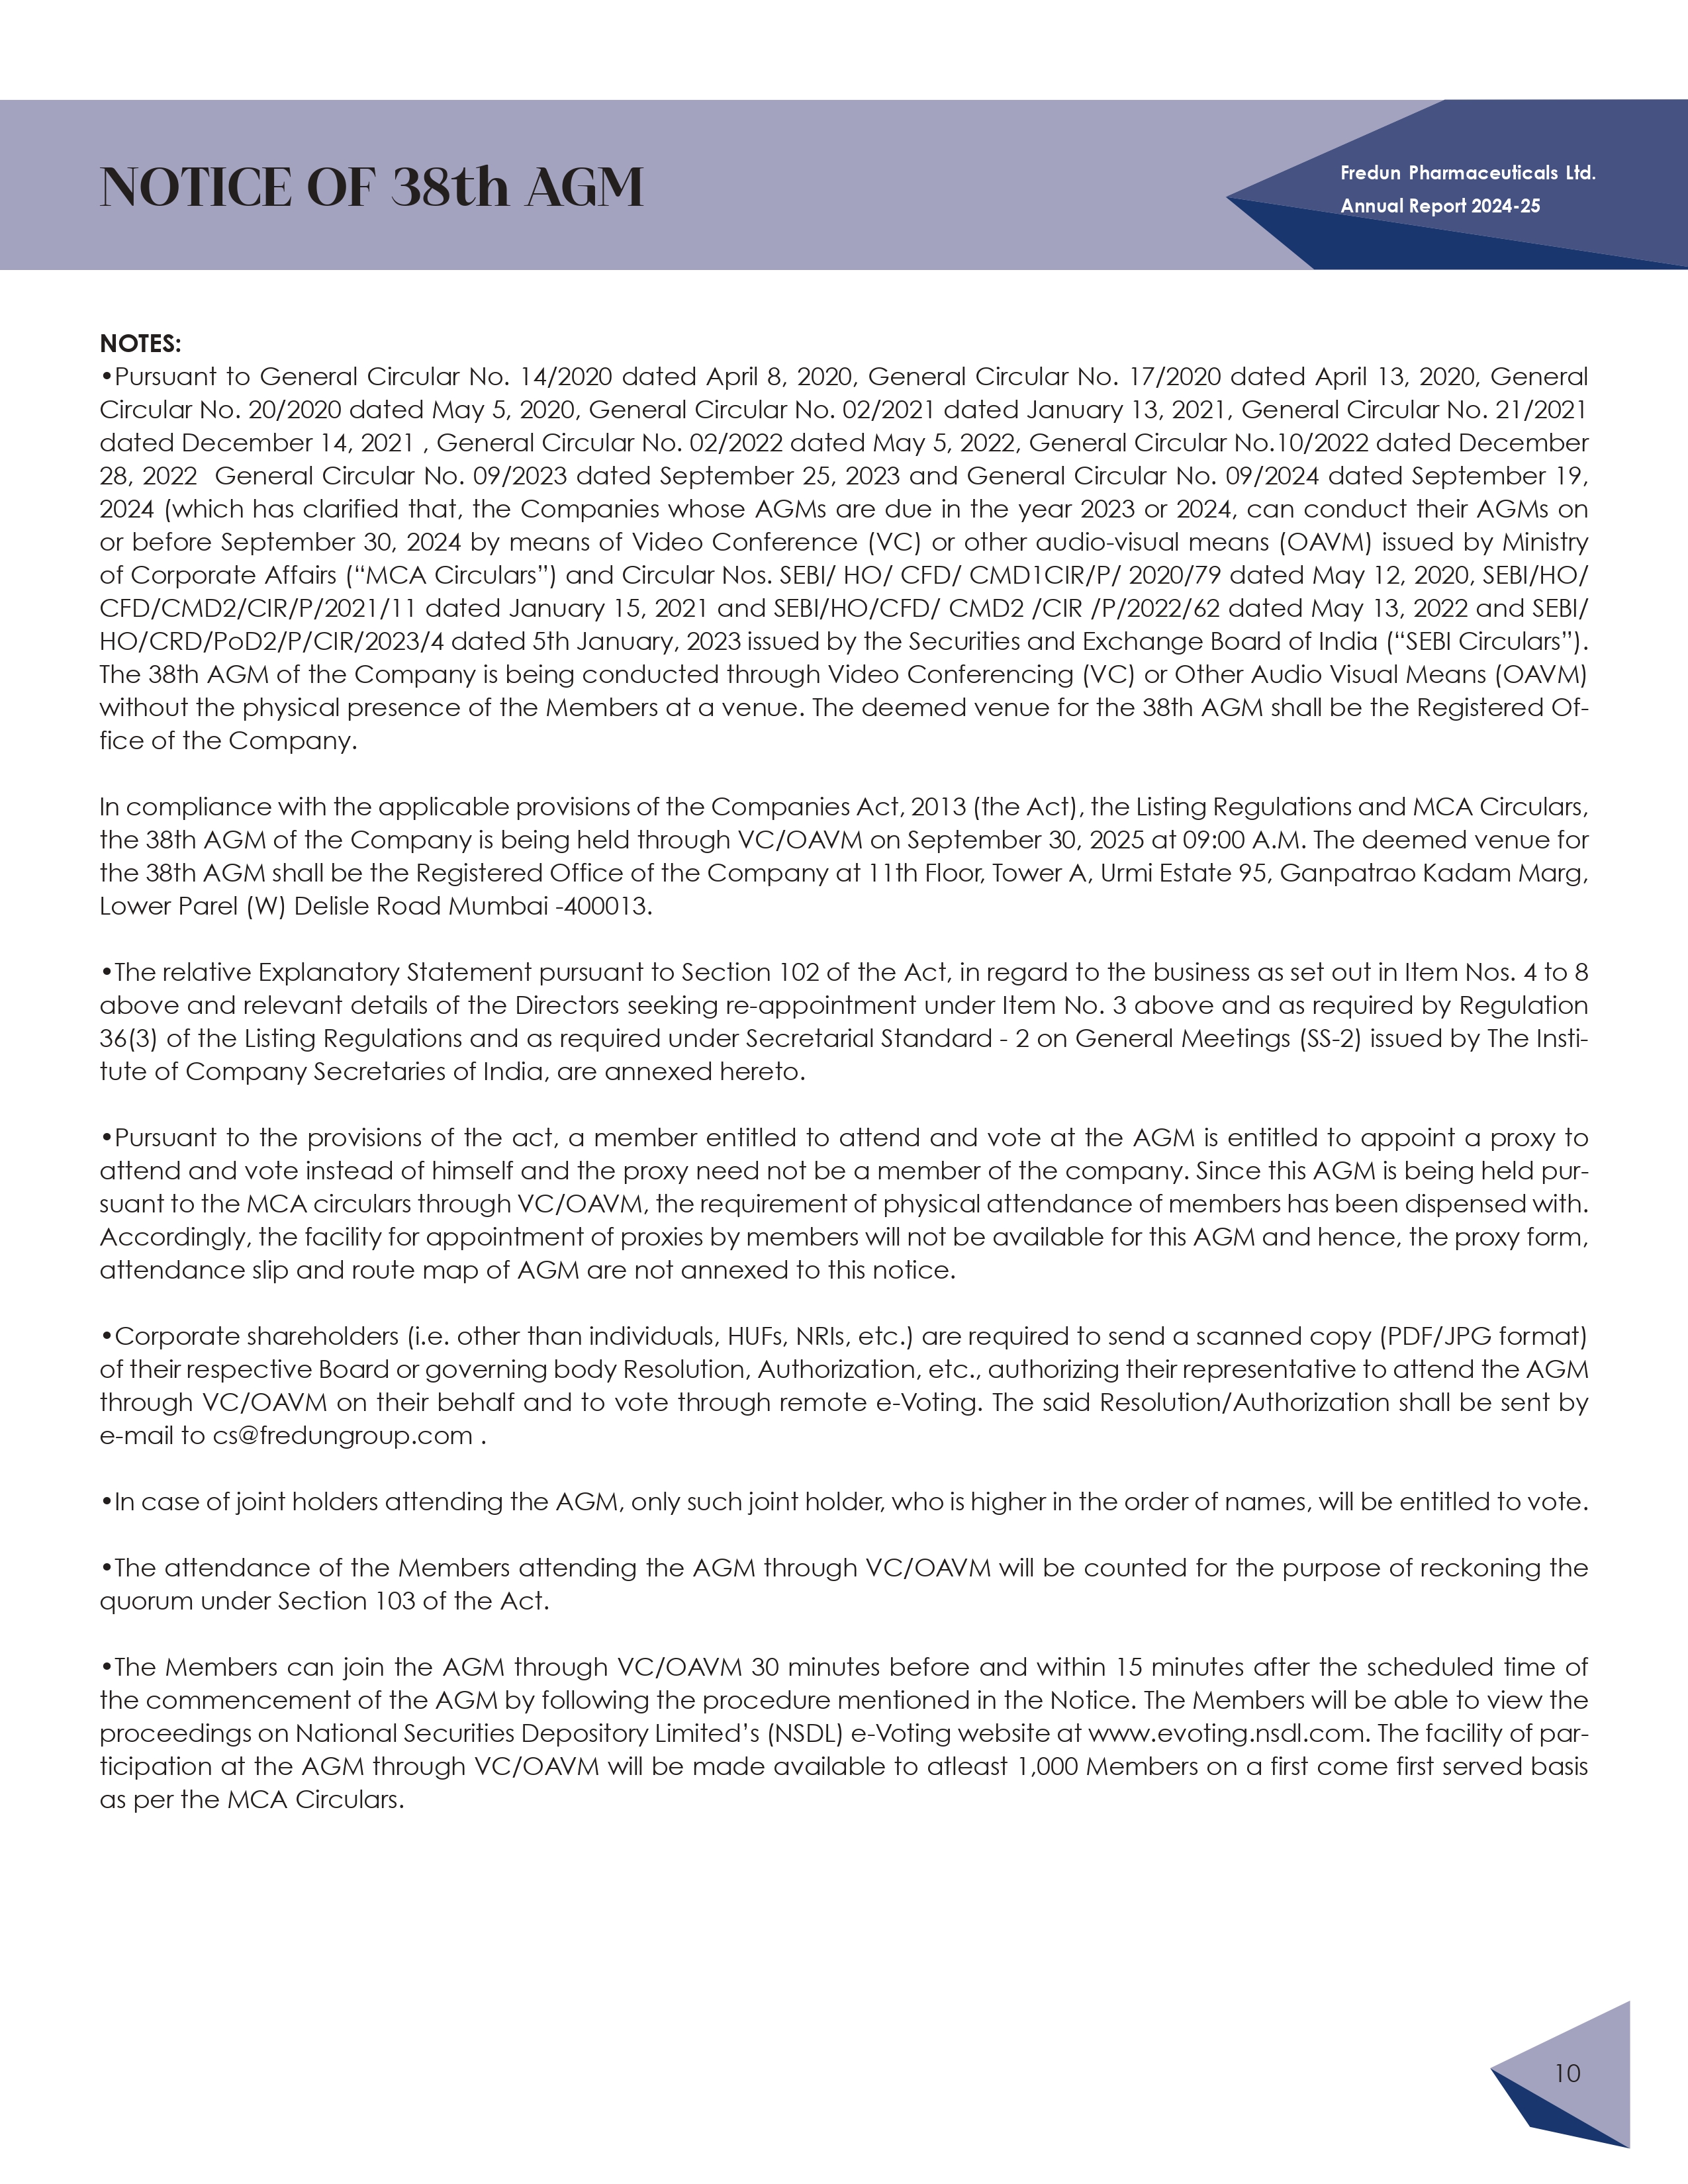 NOTICE OF 38th AGM
Fredun Pharmaceuticals Ltd.
Annual Report 2024-25
NOTES:
•Pursuant to General Circular No. 14/2020 dated April 8, 2020, General Circular No. 17/2020 dated April 13, 2020, General
Circular No. 20/2020 dated May 5, 2020, General Circular No. 02/2021 dated January 13, 2021, General Circular No. 21/2021
dated December 14, 2021 , General Circular No. 02/2022 dated May 5, 2022, General Circular No.10/2022 dated December
28, 2022  General Circular No. 09/2023 dated September 25, 2023 and General Circular No. 09/2024 dated September 19,
2024 (which has clarified that, the Companies whose AGMs are due in the year 2023 or 2024, can conduct their AGMs on
or before September 30, 2024 by means of Video Conference (VC) or other audio-visual means (OAVM) issued by Ministry
of Corporate Affairs (“MCA Circulars”) and Circular Nos. SEBI/ HO/ CFD/ CMD1CIR/P/ 2020/79 dated May 12, 2020, SEBI/HO/
CFD/CMD2/CIR/P/2021/11 dated January 15, 2021 and SEBI/HO/CFD/ CMD2 /CIR /P/2022/62 dated May 13, 2022 and SEBI/
HO/CRD/PoD2/P/CIR/2023/4 dated 5th January, 2023 issued by the Securities and Exchange Board of India (“SEBI Circulars”).
The 38th AGM of the Company is being conducted through Video Conferencing (VC) or Other Audio Visual Means (OAVM)
without the physical presence of the Members at a venue. The deemed venue for the 38th AGM shall be the Registered Of-
fice of the Company.
In compliance with the applicable provisions of the Companies Act, 2013 (the Act), the Listing Regulations and MCA Circulars,
the 38th AGM of the Company is being held through VC/OAVM on September 30, 2025 at 09:00 A.M. The deemed venue for
the 38th AGM shall be the Registered Office of the Company at 11th Floor, Tower A, Urmi Estate 95, Ganpatrao Kadam Marg,
Lower Parel (W) Delisle Road Mumbai -400013.
•The relative Explanatory Statement pursuant to Section 102 of the Act, in regard to the business as set out in Item Nos. 4 to 8
above and relevant details of the Directors seeking re-appointment under Item No. 3 above and as required by Regulation
36(3) of the Listing Regulations and as required under Secretarial Standard - 2 on General Meetings (SS-2) issued by The Insti-
tute of Company Secretaries of India, are annexed hereto.
•Pursuant to the provisions of the act, a member entitled to attend and vote at the AGM is entitled to appoint a proxy to
attend and vote instead of himself and the proxy need not be a member of the company. Since this AGM is being held pur-
suant to the MCA circulars through VC/OAVM, the requirement of physical attendance of members has been dispensed with.
Accordingly, the facility for appointment of proxies by members will not be available for this AGM and hence, the proxy form,
attendance slip and route map of AGM are not annexed to this notice.
•Corporate shareholders (i.e. other than individuals, HUFs, NRIs, etc.) are required to send a scanned copy (PDF/JPG format)
of their respective Board or governing body Resolution, Authorization, etc., authorizing their representative to attend the AGM
through VC/OAVM on their behalf and to vote through remote e-Voting. The said Resolution/Authorization shall be sent by
e-mail to cs@fredungroup.com .
•In case of joint holders attending the AGM, only such joint holder, who is higher in the order of names, will be entitled to vote.
•The attendance of the Members attending the AGM through VC/OAVM will be counted for the purpose of reckoning the
quorum under Section 103 of the Act.
•The Members can join the AGM through VC/OAVM 30 minutes before and within 15 minutes after the scheduled time of
the commencement of the AGM by following the procedure mentioned in the Notice. The Members will be able to view the
proceedings on National Securities Depository Limited’s (NSDL) e-Voting website at www.evoting.nsdl.com. The facility of par-
ticipation at the AGM through VC/OAVM will be made available to atleast 1,000 Members on a first come first served basis
as per the MCA Circulars.
10